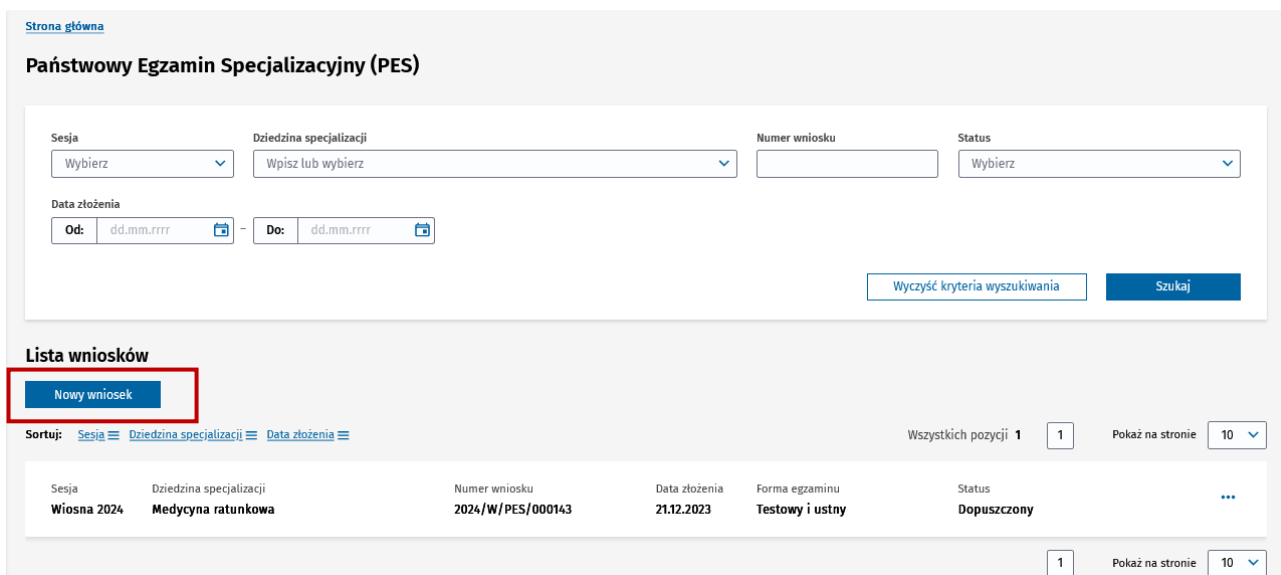 Strona główna
Państwowy Egzamin Specjalizacyjny (PES)
Sesja Dziedzina specjalizacji Numer wniosku Status
Wybierz Wpisz lub wybierz Wybierz
Data złożenia
Od: dd.mm.rrrr – Do: dd.mm.rrrr
Wyczyść kryteria wyszukiwania Szukaj
Lista wniosków
Nowy wniosek
Sortuj: Sesja Dziedzina specjalizacji Data złożenia Wszystkich pozycji 1 1 Pokaż na stronie 10
Sesja Dziedzina specjalizacji Numer wniosku Data złożenia Forma egzaminu Status
Wiosna 2024 Medycyna ratunkowa 2024/W/PES/000143 21.12.2023 Testowy i ustny Dopuszczony
1 Pokaż na stronie 10